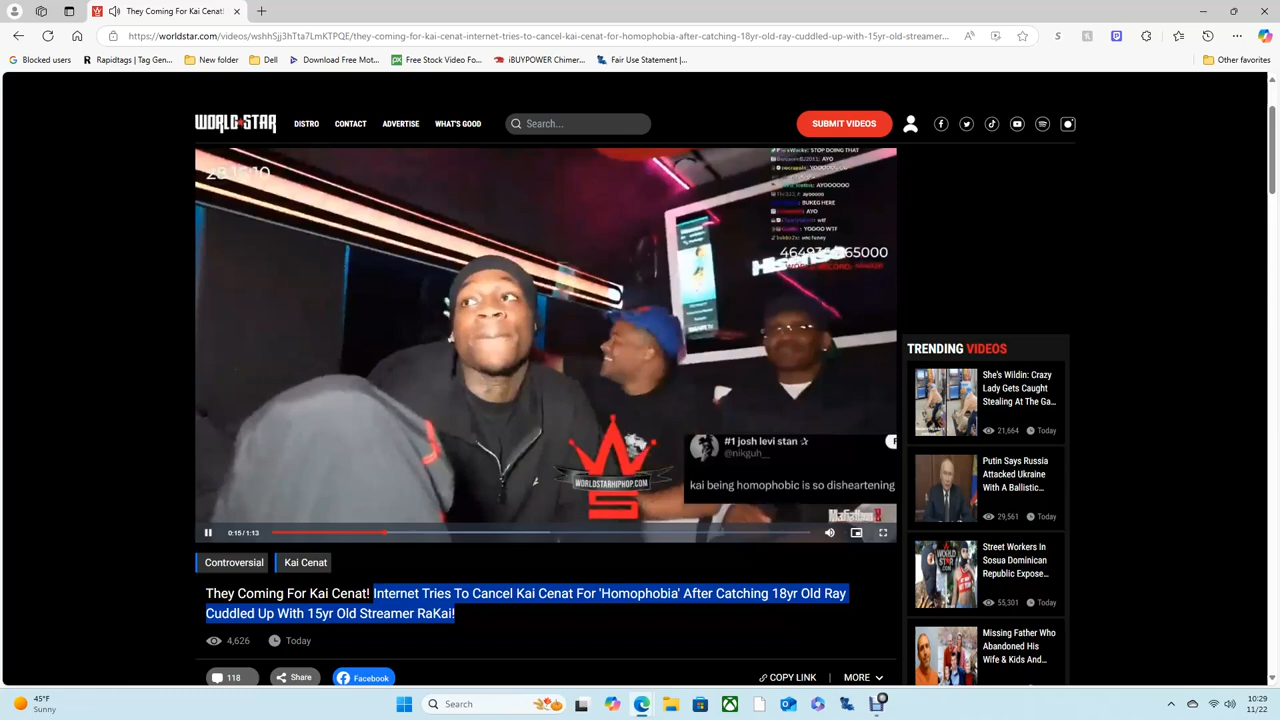 They Coming For Kai Cenat!
https://worldstar.com/videos/wshhSjj3hTta7LmKTPQE/they-coming-for-kai-cenat-internet-tries-to-cancel-kai-cenat-for-homophobia-after-catching-18yr-old-ray-cuddled-up-with-15yr-old-streamer...
Blocked users
Rapidtags | Tag Gen...
New folder
Dell
Download Free Mot...
Free Stock Video Fo...
iBUYPOWER Chimer...
Fair Use Statement |...
Other favorites
WORLD STAR
DISTRO
CONTACT
ADVERTISE
WHAT'S GOOD
Search...
SUBMIT VIDEOS
STOP DOING THAT
AYO
AYOOOOOO
ayoooos
BUKEG HERE
AYO
wtf
YOOOO WTF
#1 josh levi stan ☆
@nikguh__
kai being homophobic is so disheartening
WORLDSTARHIPHOP.COM
0:15/1:13
TRENDING VIDEOS
She's Wildin: Crazy
Lady Gets Caught
Stealing At The Ga...
21,664
Today
Putin Says Russia
Attacked Ukraine
With A Ballistic...
29,561
Today
Street Workers In
Sosua Dominican
Republic Expose...
55,301
Today
Missing Father Who
Abandoned His
Wife & Kids And...
Controversial
Kai Cenat
They Coming For Kai Cenat! Internet Tries To Cancel Kai Cenat For 'Homophobia' After Catching 18yr Old Ray
Cuddled Up With 15yr Old Streamer RaKai!
4,626
Today
118
Share
Facebook
COPY LINK
MORE
45°F
Sunny
Search
10:29
11/22